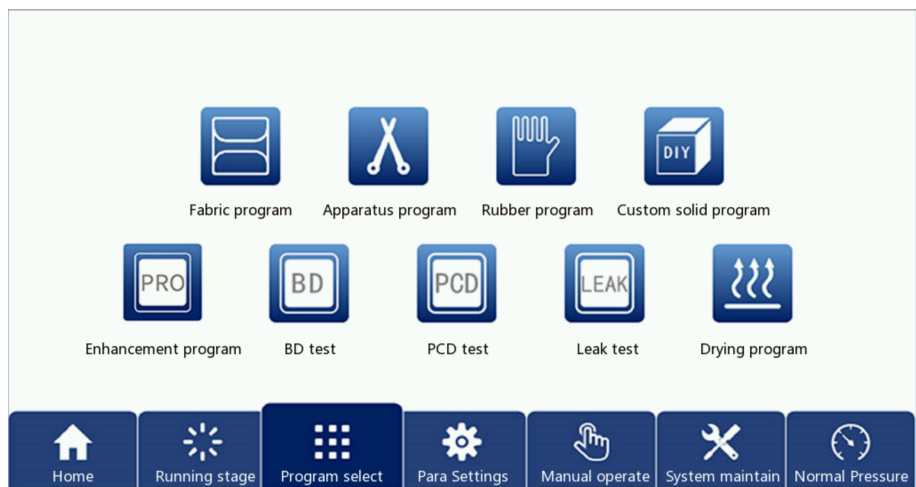 DIY
Fabric program Apparatus program Rubber program Custom solid program
PRO BD PCD LEAK
Enhancement program BD test PCD test Leak test Drying program
Home Running stage Program select Para Settings Manual operate System maintain Normal Pressure